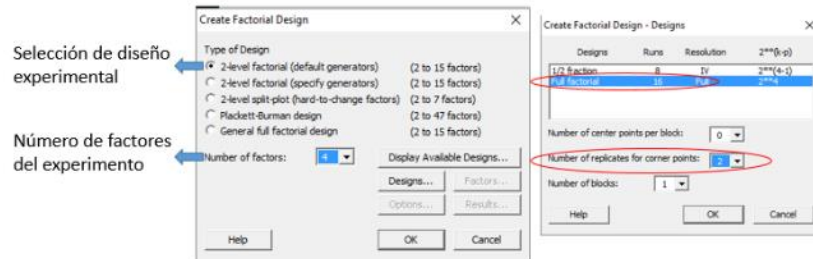 Selección de diseño
experimental
Número de factores
del experimento
Create Factorial Design
Type of Design
2-level factorial (default generators) (2 to 15 factors)
2-level factorial (specify generators) (2 to 15 factors)
2-level split-plot (hard-to-change factors) (2 to 7 factors)
Plackett-Burman design (2 to 47 factors)
General full factorial design (2 to 15 factors)
Number of factors: 4 Display Available Designs...
Designs... Factors...
Options... Results...
Help OK Cancel
Create Factorial Design - Designs
Designs Runs Resolution 2**(k-p)
1/2 fraction 8 IV 2**(4-1)
Full factorial 16 Full 2**4
Number of center points per block: 0
Number of replicates for corner points: 2
Number of blocks: 1
Help OK Cancel